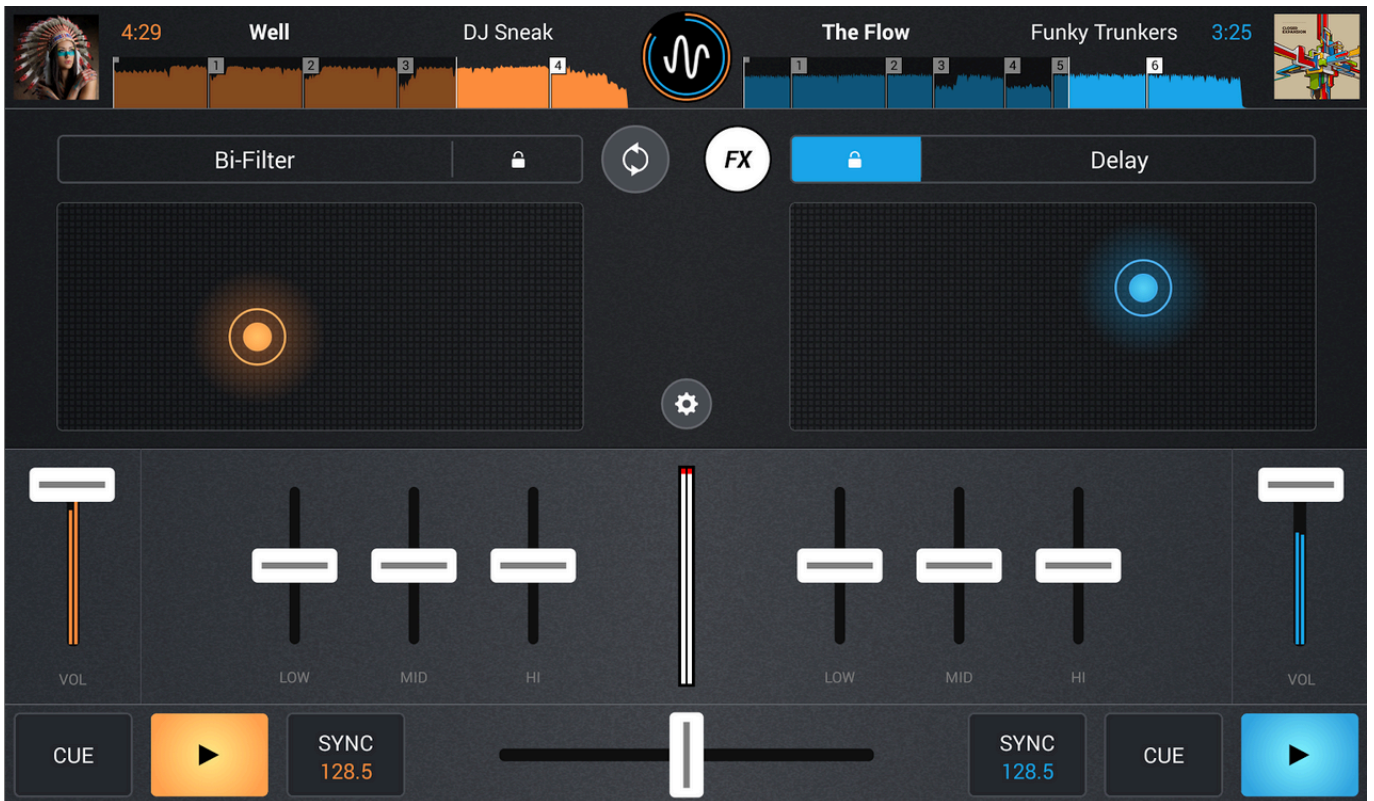 4:29 Well DJ Sneak The Flow Funky Trunkers 3:25
1 2 3 4 1 2 3 4 5 6
Bi-Filter FX Delay
LOW MID HI LOW MID HI
VOL VOL
CUE SYNC SYNC CUE
128.5 128.5